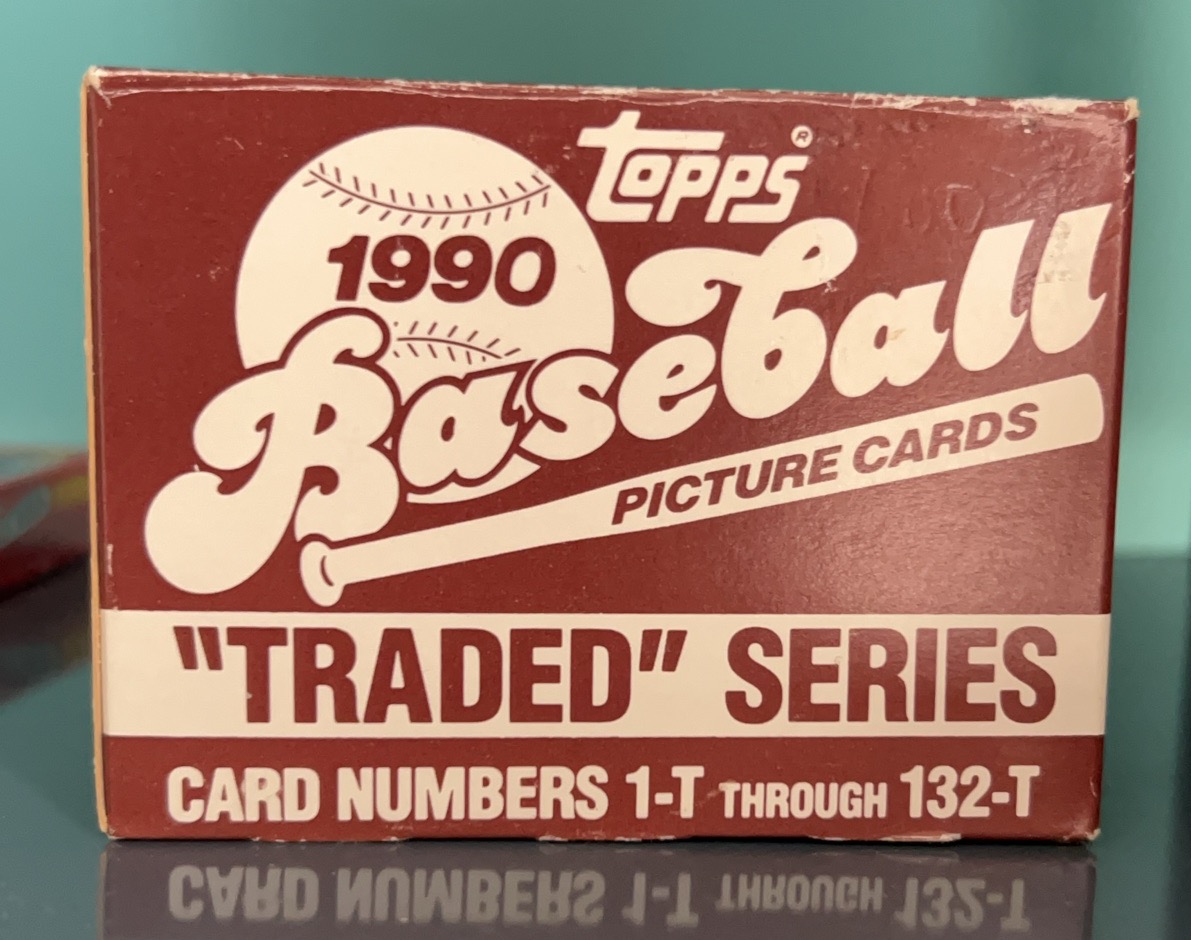 topps®
1990
Baseball
PICTURE CARDS
"TRADED" SERIES
CARD NUMBERS 1-T THROUGH 132-T